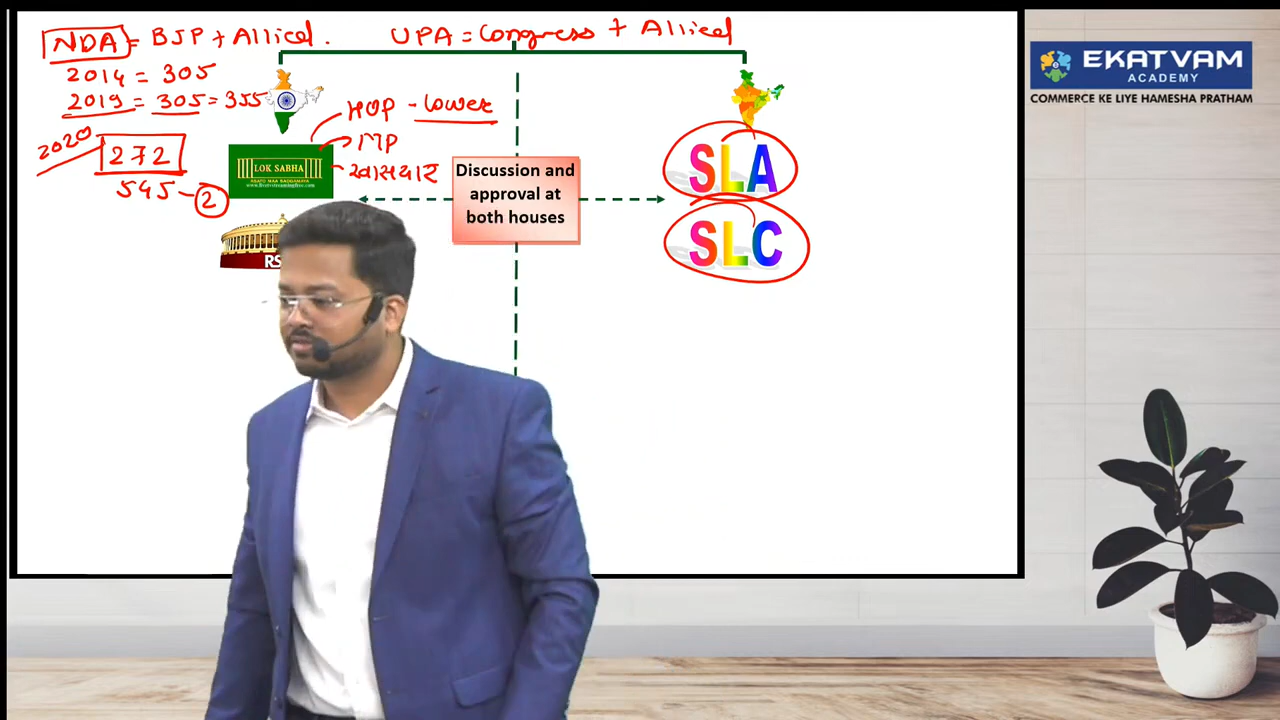 NDA = BJP + Allied.
UPA = Congress + Allied
2014 = 305
2019 = 305 = 355
2020
272
545 - 2
HOP - lower
MP
LOK SABHA
Discussion and
approval at
both houses
RS
SLA
SLC
EKATVAM
ACADEMY
COMMERCE KE LIYE HAMESHA PRATHAM